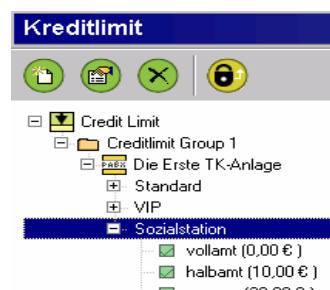 Kreditlimit
Credit Limit
Creditlimit Group 1
PABX Die Erste TK-Anlage
Standard
VIP
Sozialstation
vollamt (0,00 € )
halbamt (10,00 € )